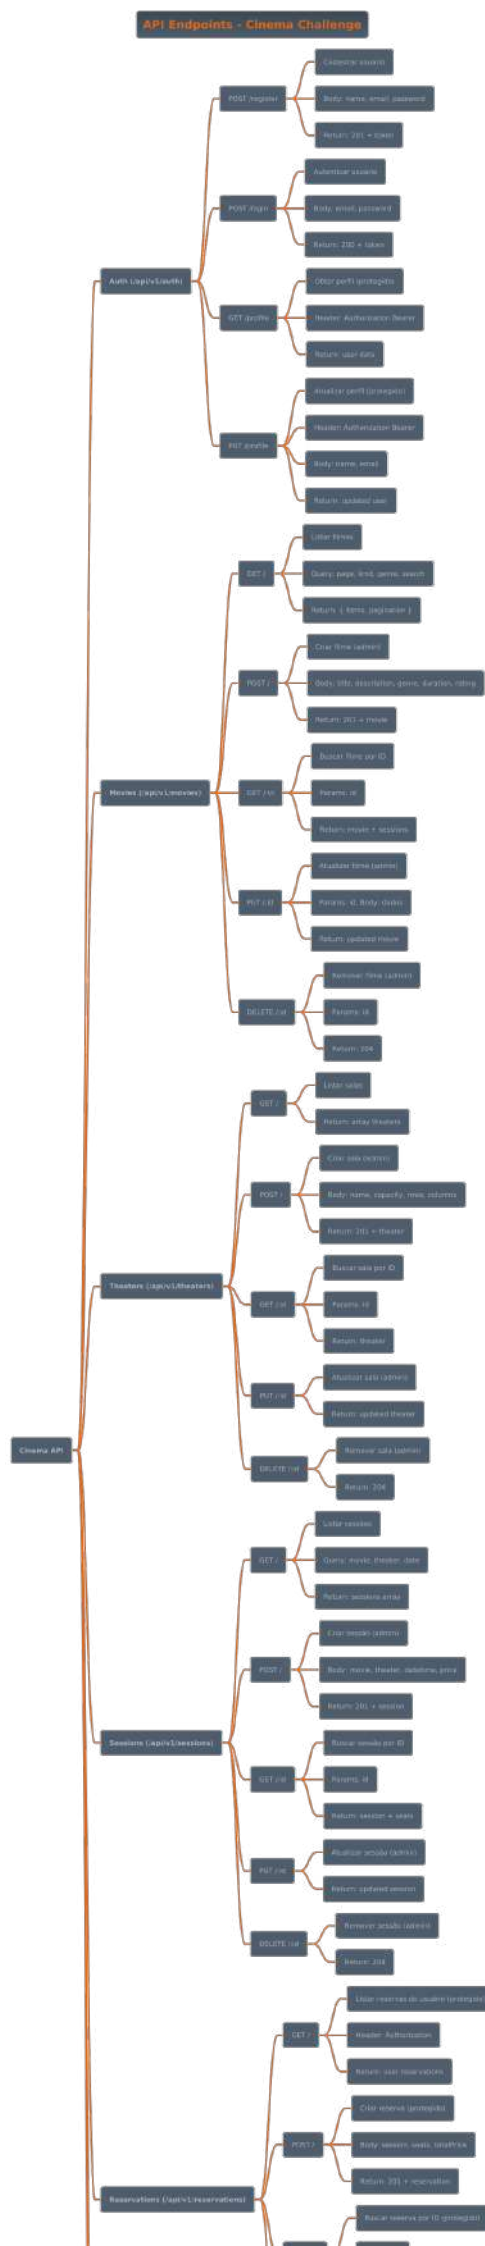 API Endpoints - Cinema Challenge
Cinema API
Auth (/api/v1/auth)
POST /register
Cadastrar usuário
Body: name, email, password
Return: 201 + token
POST /login
Autenticar usuário
Body: email, password
Return: 200 + token
GET /profile
Obter perfil (protegido)
Header: Authorization Bearer
Return: user data
PUT /profile
Atualizar perfil (protegido)
Header: Authorization Bearer
Body: name, email
Return: updated user
Movies (/api/v1/movies)
GET /
Listar filmes
Query: page, limit, genre, search
Return: { items, pagination }
POST /
Criar filme (admin)
Body: title, description, genre, duration, rating
Return: 201 + movie
GET /:id
Buscar filme por ID
Params: id
Return: movie + sessions
PUT /:id
Atualizar filme (admin)
Params: id, Body: dados
Return: updated movie
DELETE /:id
Remover filme (admin)
Params: id
Return: 204
Theaters (/api/v1/theaters)
GET /
Listar salas
Return: array theaters
POST /
Criar sala (admin)
Body: name, capacity, rows, columns
Return: 201 + theater
GET /:id
Buscar sala por ID
Params: id
Return: theater
PUT /:id
Atualizar sala (admin)
Return: updated theater
DELETE /:id
Remover sala (admin)
Return: 204
Sessions (/api/v1/sessions)
GET /
Listar sessões
Query: movie, theater, date
Return: sessions array
POST /
Criar sessão (admin)
Body: movie, theater, datetime, price
Return: 201 + session
GET /:id
Buscar sessão por ID
Params: id
Return: session + seats
PUT /:id
Atualizar sessão (admin)
Return: updated session
DELETE /:id
Remover sessão (admin)
Return: 204
Reservations (/api/v1/reservations)
GET /
Listar reservas do usuário (protegido)
Header: Authorization
Return: user reservations
POST /
Criar reserva (protegido)
Body: session, seats, totalPrice
Return: 201 + reservation
Buscar reserva por ID (protegido)